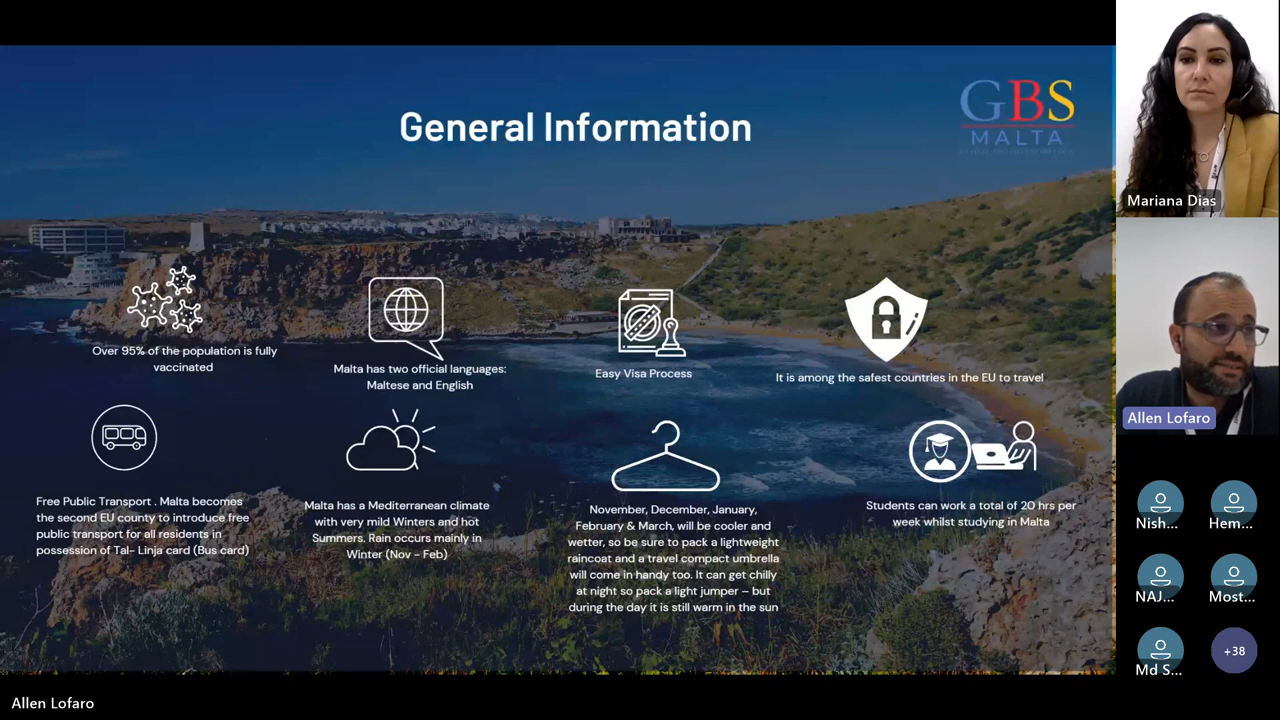 General Information
GBS
MALTA
Over 95% of the population is fully
vaccinated
Malta has two official languages:
Maltese and English
Easy Visa Process
It is among the safest countries in the EU to travel
Free Public Transport . Malta becomes
the second EU county to introduce free
public transport for all residents in
possession of Tal- Linja card (Bus card)
Malta has a Mediterranean climate
with very mild Winters and hot
Summers. Rain occurs mainly in
Winter (Nov - Feb)
November, December, January,
February & March, will be cooler and
wetter, so be sure to pack a lightweight
raincoat and a travel compact umbrella
will come in handy too. It can get chilly
at night so pack a light jumper – but
during the day it is still warm in the sun
Students can work a total of 20 hrs per
week whilst studying in Malta
Mariana Dias
Allen Lofaro
Nish...
Hem...
NAJ...
Most...
Md S...
+38
Allen Lofaro